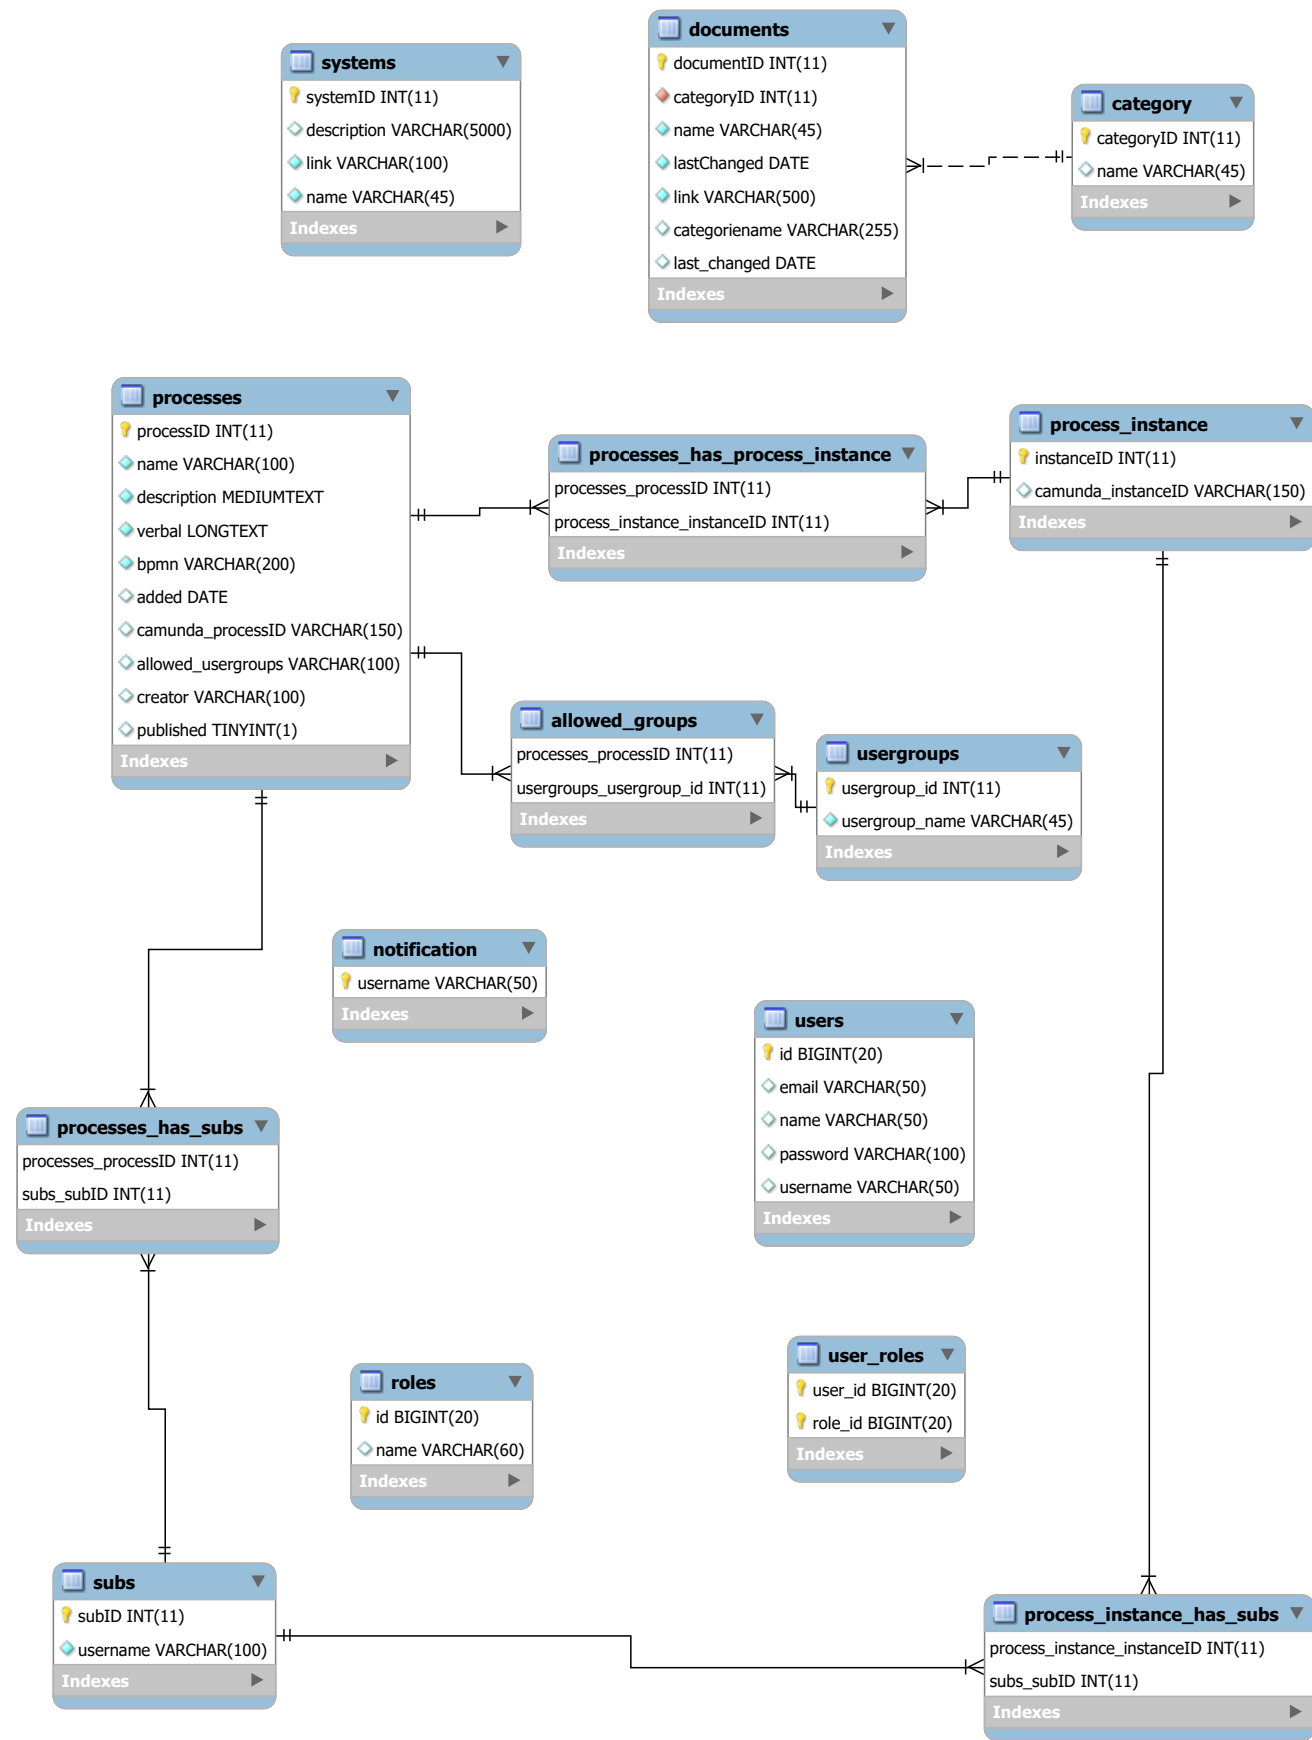 systems
systemID INT(11)
description VARCHAR(5000)
link VARCHAR(100)
name VARCHAR(45)
Indexes
documents
documentID INT(11)
categoryID INT(11)
name VARCHAR(45)
lastChanged DATE
link VARCHAR(500)
categoriename VARCHAR(255)
last_changed DATE
Indexes
category
categoryID INT(11)
name VARCHAR(45)
Indexes
processes
processID INT(11)
name VARCHAR(100)
description MEDIUMTEXT
verbal LONGTEXT
bpmn VARCHAR(200)
added DATE
camunda_processID VARCHAR(150)
allowed_usergroups VARCHAR(100)
creator VARCHAR(100)
published TINYINT(1)
Indexes
processes_has_process_instance
processes_processID INT(11)
process_instance_instanceID INT(11)
Indexes
process_instance
instanceID INT(11)
camunda_instanceID VARCHAR(150)
Indexes
allowed_groups
processes_processID INT(11)
usergroups_usergroup_id INT(11)
Indexes
usergroups
usergroup_id INT(11)
usergroup_name VARCHAR(45)
Indexes
notification
username VARCHAR(50)
Indexes
users
id BIGINT(20)
email VARCHAR(50)
name VARCHAR(50)
password VARCHAR(100)
username VARCHAR(50)
Indexes
processes_has_subs
processes_processID INT(11)
subs_subID INT(11)
Indexes
roles
id BIGINT(20)
name VARCHAR(60)
Indexes
user_roles
user_id BIGINT(20)
role_id BIGINT(20)
Indexes
subs
subID INT(11)
username VARCHAR(100)
Indexes
process_instance_has_subs
process_instance_instanceID INT(11)
subs_subID INT(11)
Indexes